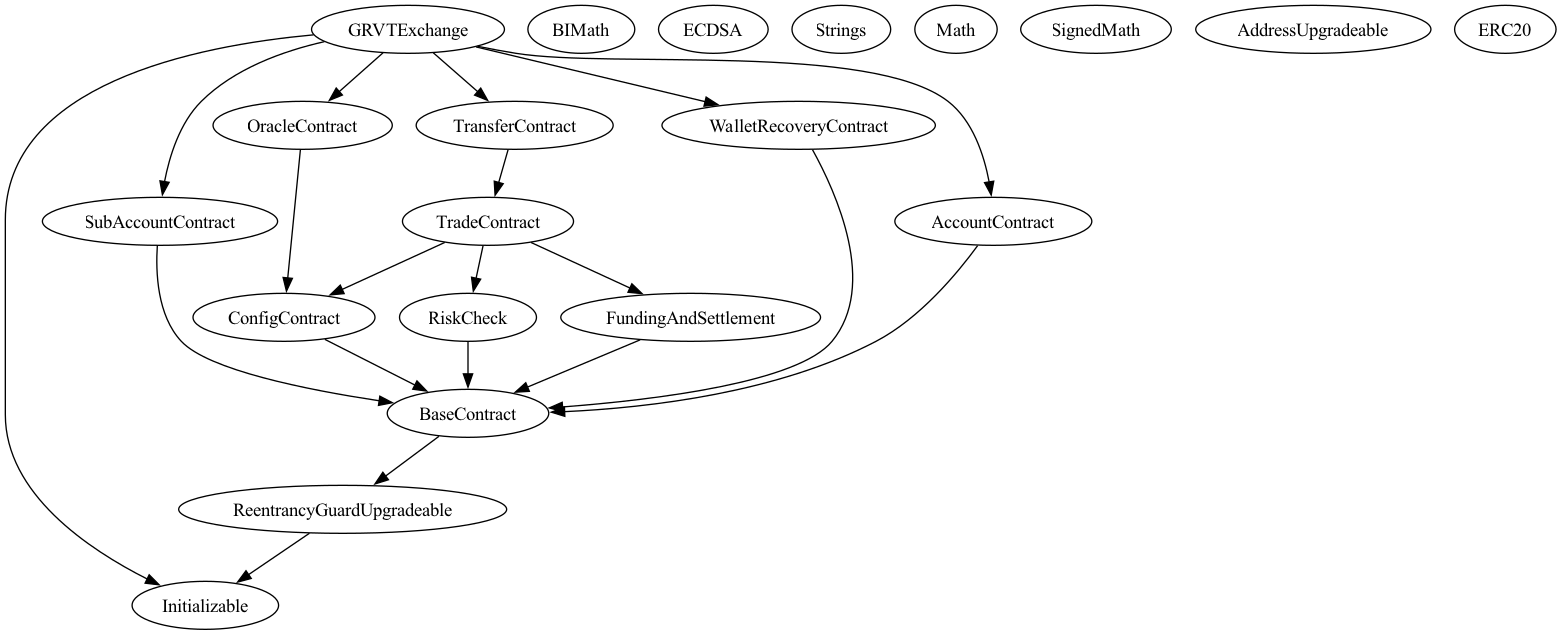 GRVTExchange
BIMath
ECDSA
Strings
Math
SignedMath
AddressUpgradeable
ERC20
OracleContract
TransferContract
WalletRecoveryContract
SubAccountContract
TradeContract
AccountContract
ConfigContract
RiskCheck
FundingAndSettlement
BaseContract
ReentrancyGuardUpgradeable
Initializable